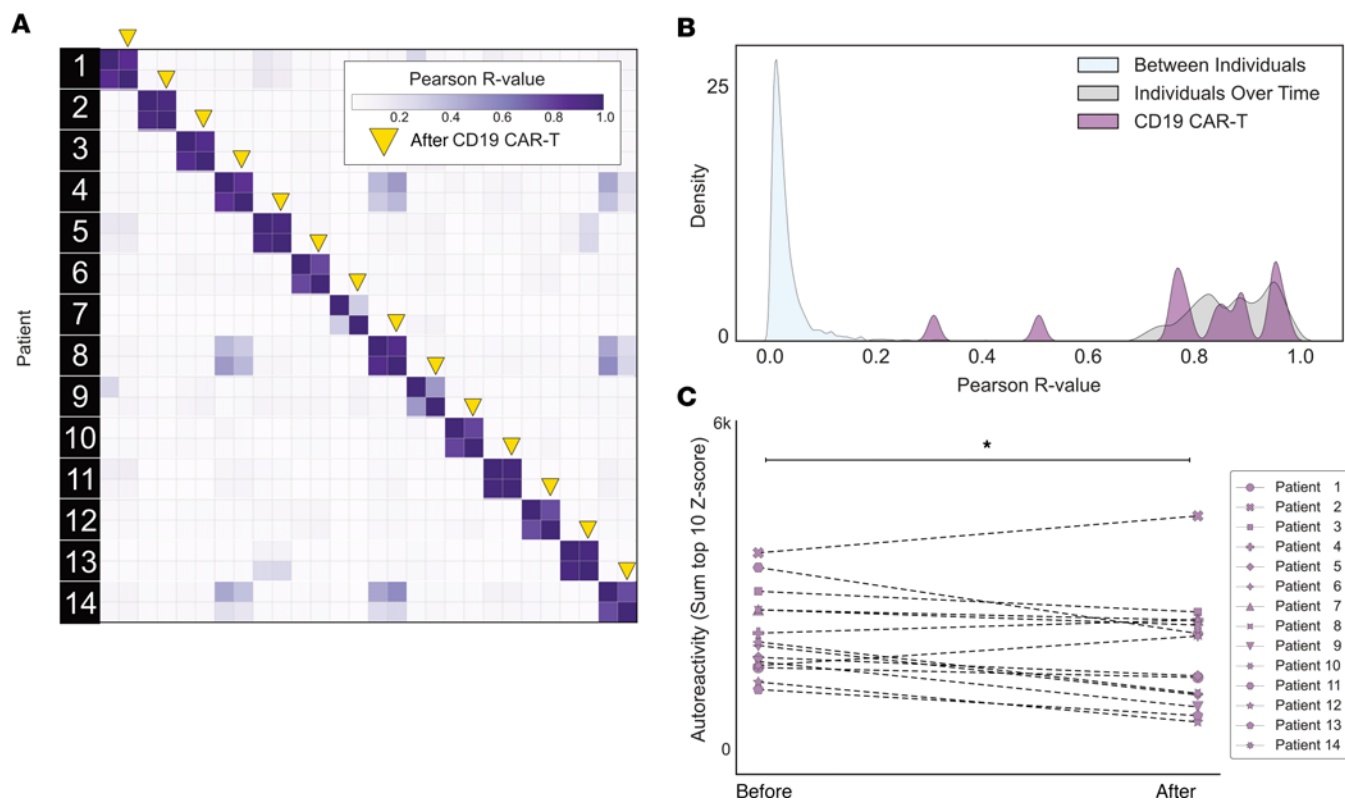 A
Patient
1
2
3
4
5
6
7
8
9
10
11
12
13
14
Pearson R-value
0.2 0.4 0.6 0.8 1.0
After CD19 CAR-T
B
Density
25
0
Between Individuals
Individuals Over Time
CD19 CAR-T
0.0 0.2 0.4 0.6 0.8 1.0
Pearson R-value
C
Autoreactivity (Sum top 10 Z-score)
6k
0
*
Before After
Patient 1
Patient 2
Patient 3
Patient 4
Patient 5
Patient 6
Patient 7
Patient 8
Patient 9
Patient 10
Patient 11
Patient 12
Patient 13
Patient 14